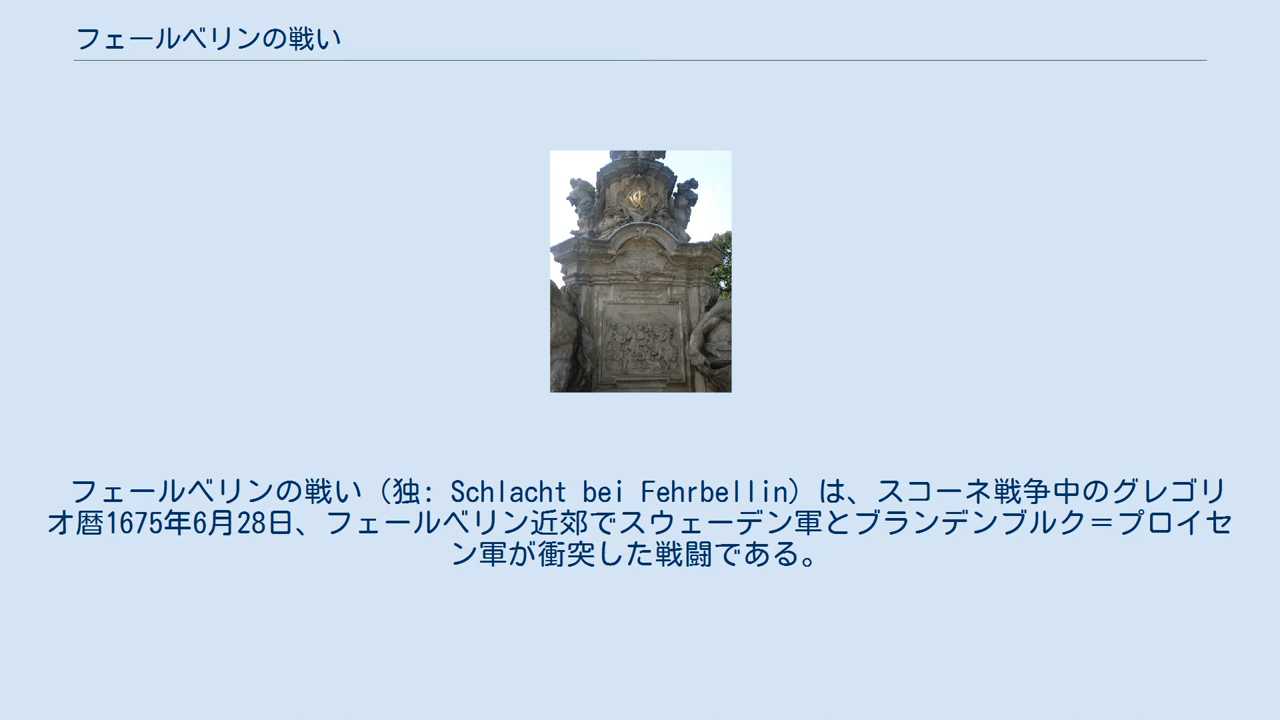 フェールベリンの戦い
フェールベリンの戦い（独: Schlacht bei Fehrbellin）は、スコーネ戦争中のグレゴリ
オ暦1675年6月28日、フェールベリン近郊でスウェーデン軍とブランデンブルク＝プロイセ
ン軍が衝突した戦闘である。